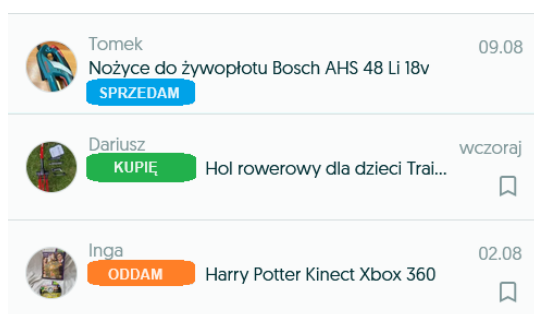 Tomek
09.08
Nożyce do żywopłotu Bosch AHS 48 Li 18v
SPRZEDAM
Dariusz
wczoraj
KUPIĘ Hol rowerowy dla dzieci Trai...
Inga
02.08
ODDAM Harry Potter Kinect Xbox 360